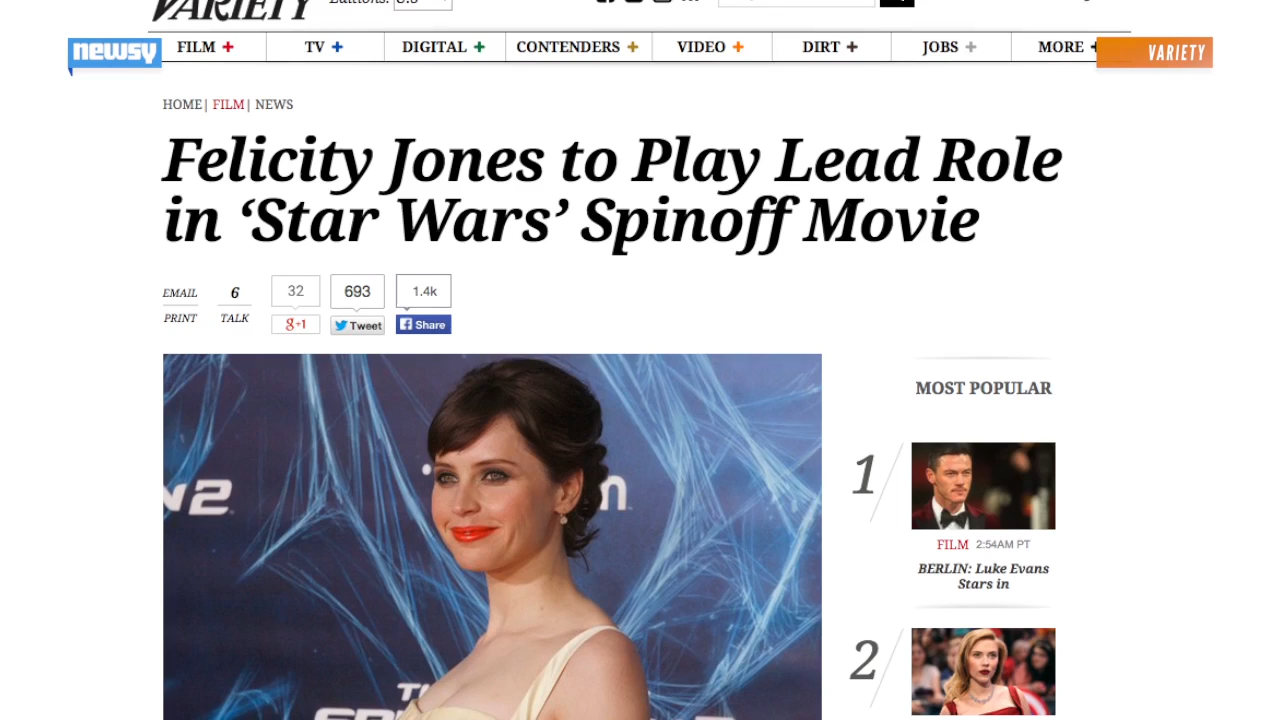 VARIETY
Editions: U.S
newsy
FILM + TV + DIGITAL + CONTENDERS + VIDEO + DIRT + JOBS + MORE +
VARIETY
HOME| FILM| NEWS
Felicity Jones to Play Lead Role
in ‘Star Wars’ Spinoff Movie
EMAIL
PRINT
6
TALK
32
g+1
693
Tweet
1.4k
Share
MOST POPULAR
1
FILM 2:54AM PT
BERLIN: Luke Evans
Stars in
2
2